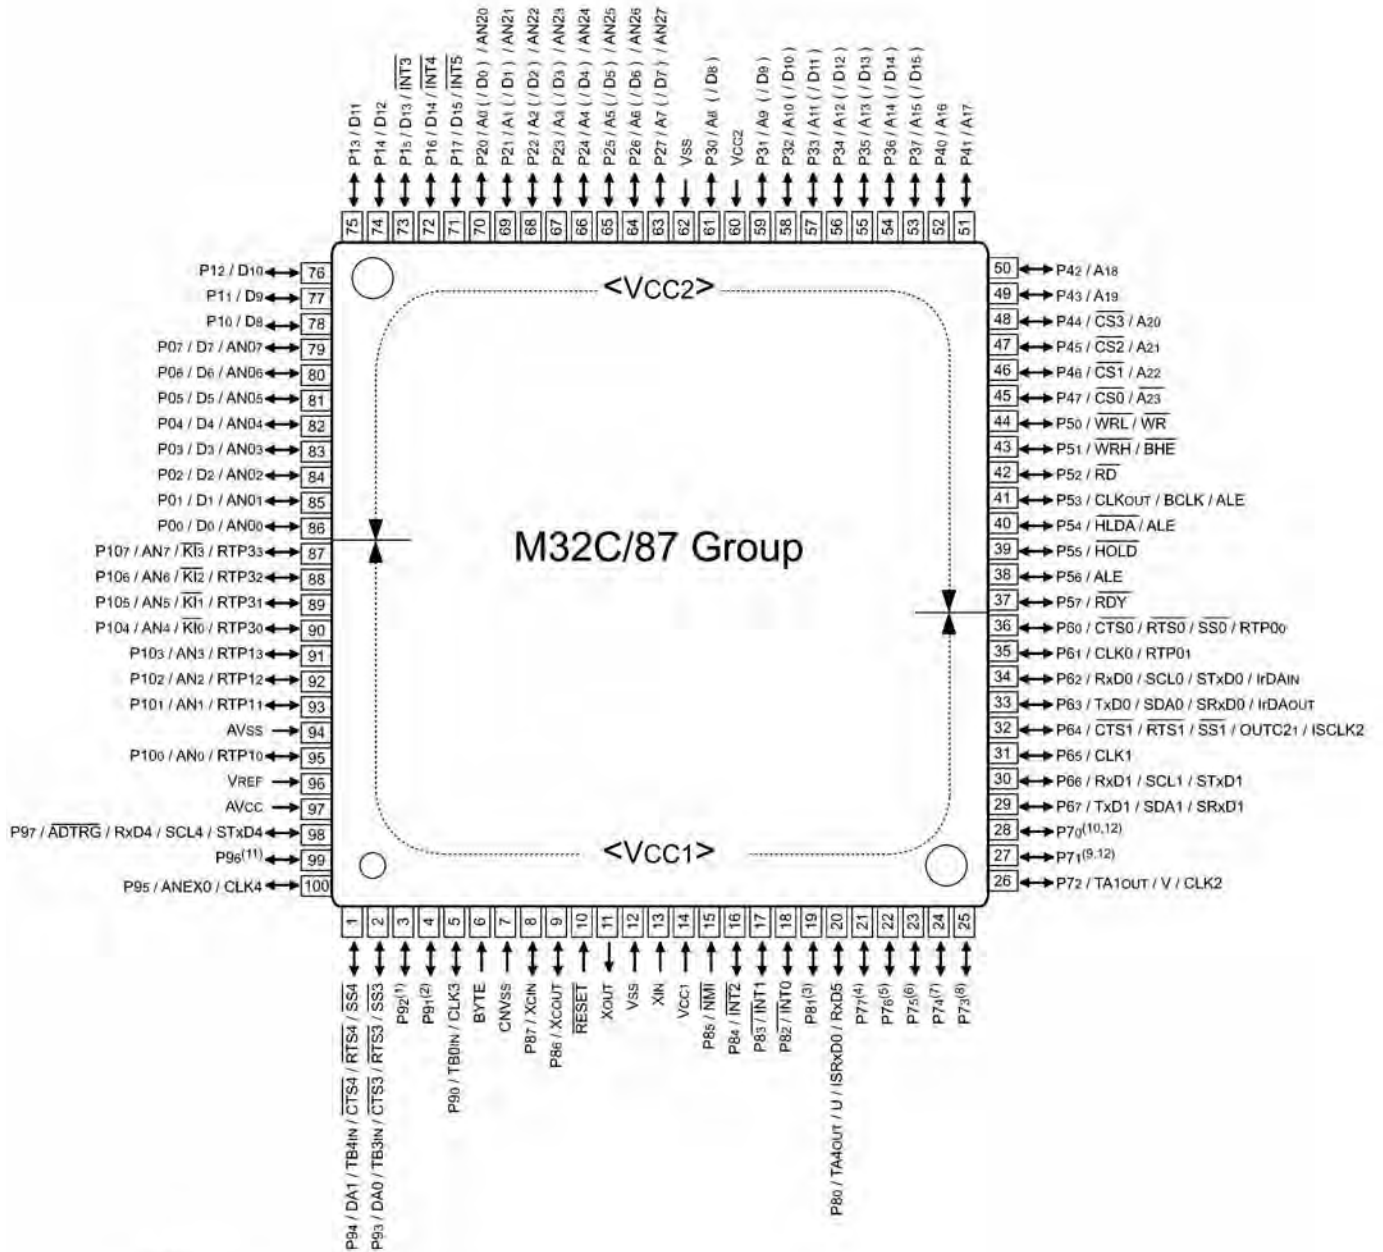 P13 / D11
P14 / D12
P15 / D13 / INT3
P16 / D14 / INT4
P17 / D15 / INT5
P20 / A0 ( / D0 ) / AN20
P21 / A1 ( / D1 ) / AN21
P22 / A2 ( / D2 ) / AN22
P23 / A3 ( / D3 ) / AN23
P24 / A4 ( / D4 ) / AN24
P25 / A5 ( / D5 ) / AN25
P26 / A6 ( / D6 ) / AN26
P27 / A7 ( / D7 ) / AN27
VSS
P30 / A8 ( / D8 )
VCC2
P31 / A9 ( / D9 )
P32 / A10 ( / D10 )
P33 / A11 ( / D11 )
P34 / A12 ( / D12 )
P35 / A13 ( / D13 )
P36 / A14 ( / D14 )
P37 / A15 ( / D15 )
P40 / A16
P41 / A17
75 74 73 72 71 70 69 68 67 66 65 64 63 62 61 60 59 58 57 56 55 54 53 52 51
P12 / D10 76
P11 / D9 77
P10 / D8 78
P07 / D7 / AN07 79
P06 / D6 / AN06 80
P05 / D5 / AN05 81
P04 / D4 / AN04 82
P03 / D3 / AN03 83
P02 / D2 / AN02 84
P01 / D1 / AN01 85
P00 / D0 / AN00 86
P107 / AN7 / KI3 / RTP33 87
P106 / AN6 / KI2 / RTP32 88
P105 / AN5 / KI1 / RTP31 89
P104 / AN4 / KI0 / RTP30 90
P103 / AN3 / RTP13 91
P102 / AN2 / RTP12 92
P101 / AN1 / RTP11 93
AVSS 94
P100 / AN0 / RTP10 95
VREF 96
AVCC 97
P97 / ADTRG / RxD4 / SCL4 / STxD4 98
P96(11) 99
P95 / ANEX0 / CLK4 100
<VCC2>
M32C/87 Group
<VCC1>
50 P42 / A18
49 P43 / A19
48 P44 / CS3 / A20
47 P45 / CS2 / A21
46 P46 / CS1 / A22
45 P47 / CS0 / A23
44 P50 / WRL / WR
43 P51 / WRH / BHE
42 P52 / RD
41 P53 / CLKOUT / BCLK / ALE
40 P54 / HLDA / ALE
39 P55 / HOLD
38 P56 / ALE
37 P57 / RDY
36 P60 / CTS0 / RTS0 / SS0 / RTP00
35 P61 / CLK0 / RTP01
34 P62 / RxD0 / SCL0 / STxD0 / IrDAIN
33 P63 / TxD0 / SDA0 / SRxD0 / IrDAOUT
32 P64 / CTS1 / RTS1 / SS1 / OUTC21 / ISCLK2
31 P65 / CLK1
30 P66 / RxD1 / SCL1 / STxD1
29 P67 / TxD1 / SDA1 / SRxD1
28 P70(10,12)
27 P71(9,12)
26 P72 / TA1OUT / V / CLK2
1 2 3 4 5 6 7 8 9 10 11 12 13 14 15 16 17 18 19 20 21 22 23 24 25
P94 / DA1 / TB4IN / CTS4 / RTS4 / SS4
P93 / DA0 / TB3IN / CTS3 / RTS3 / SS3
P92(1)
P91(2)
P90 / TB0IN / CLK3
BYTE
CNVSS
P87 / XCIN
P86 / XCOUT
RESET
XOUT
VSS
XIN
VCC1
P85 / NMI
P84 / INT2
P83 / INT1
P82 / INT0
P81(3)
P80 / TA4OUT / U / ISRxD0 / RxD5
P77(4)
P76(5)
P75(6)
P74(7)
P73(8)